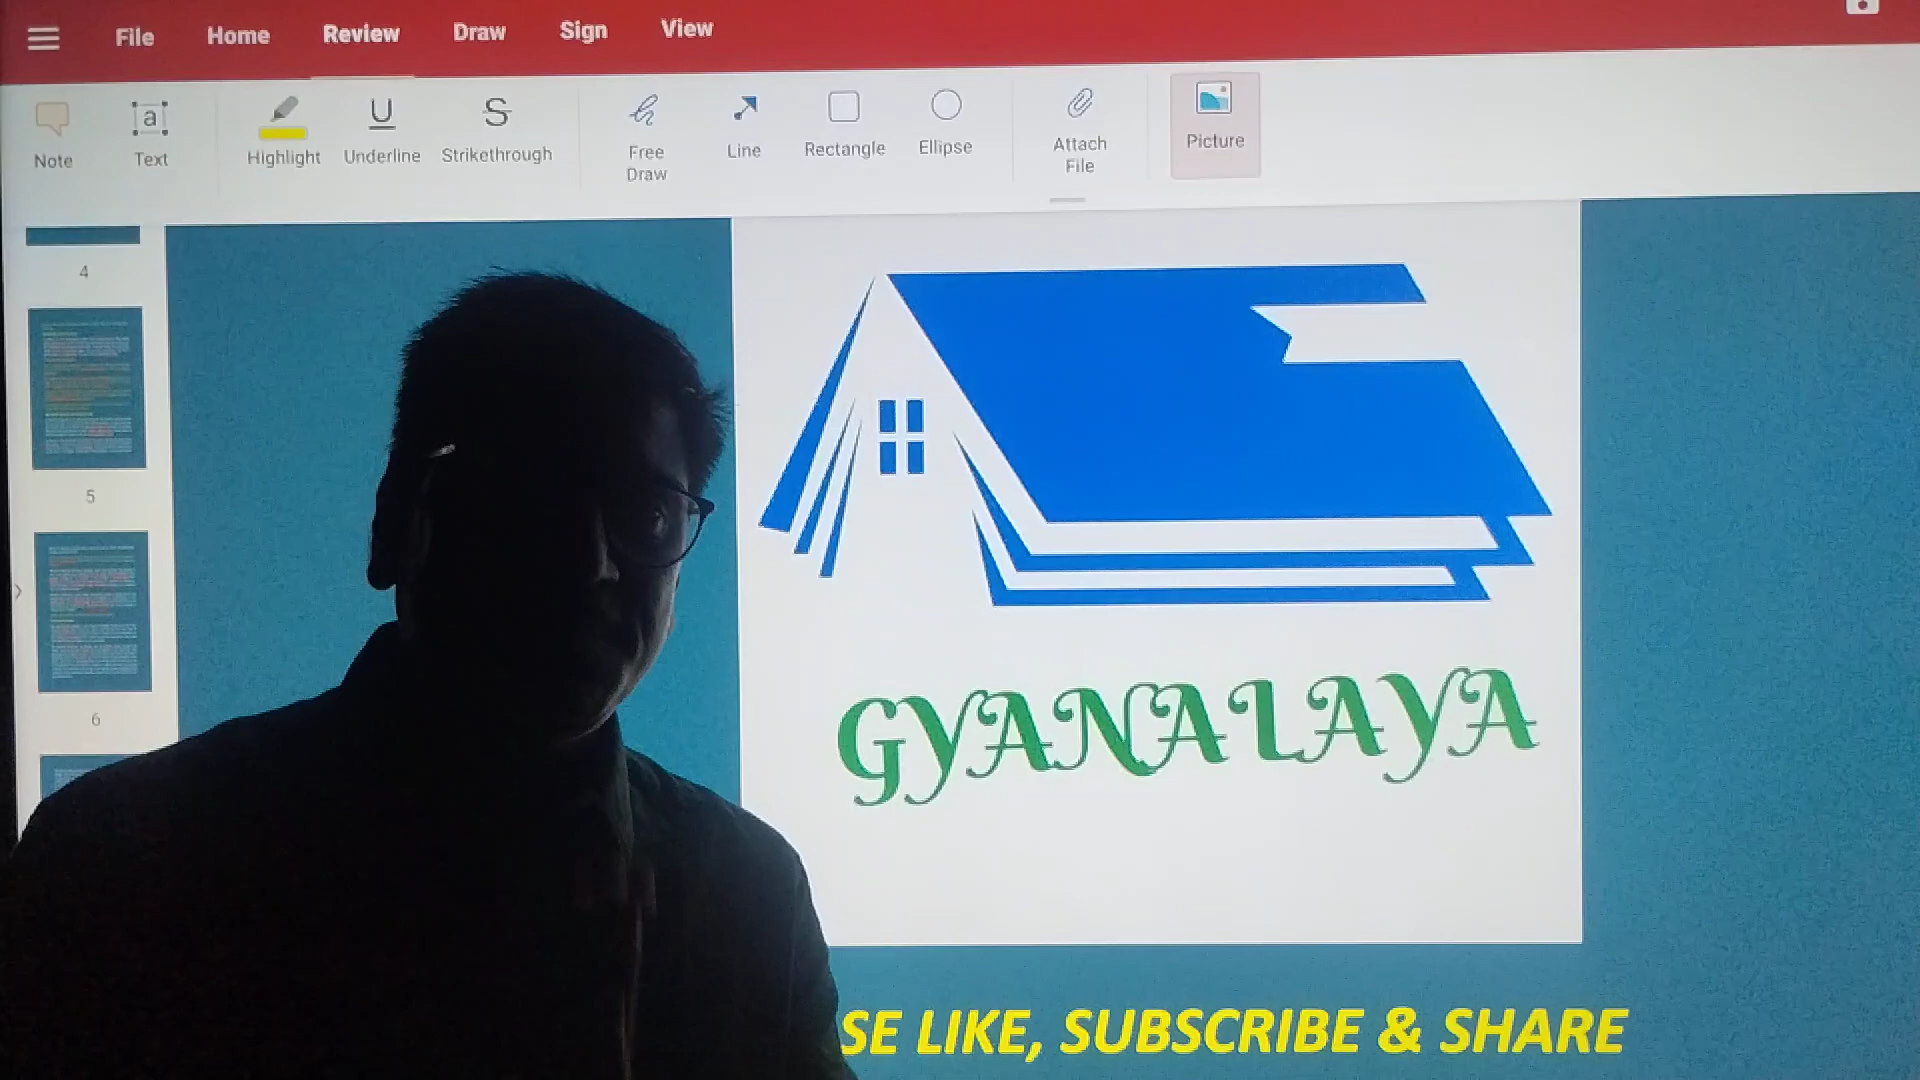 File Home Review Draw Sign View
Note Text Highlight Underline Strikethrough Free Draw Line Rectangle Ellipse Attach File Picture
4
5
6
GYANALAYA
SE LIKE, SUBSCRIBE & SHARE